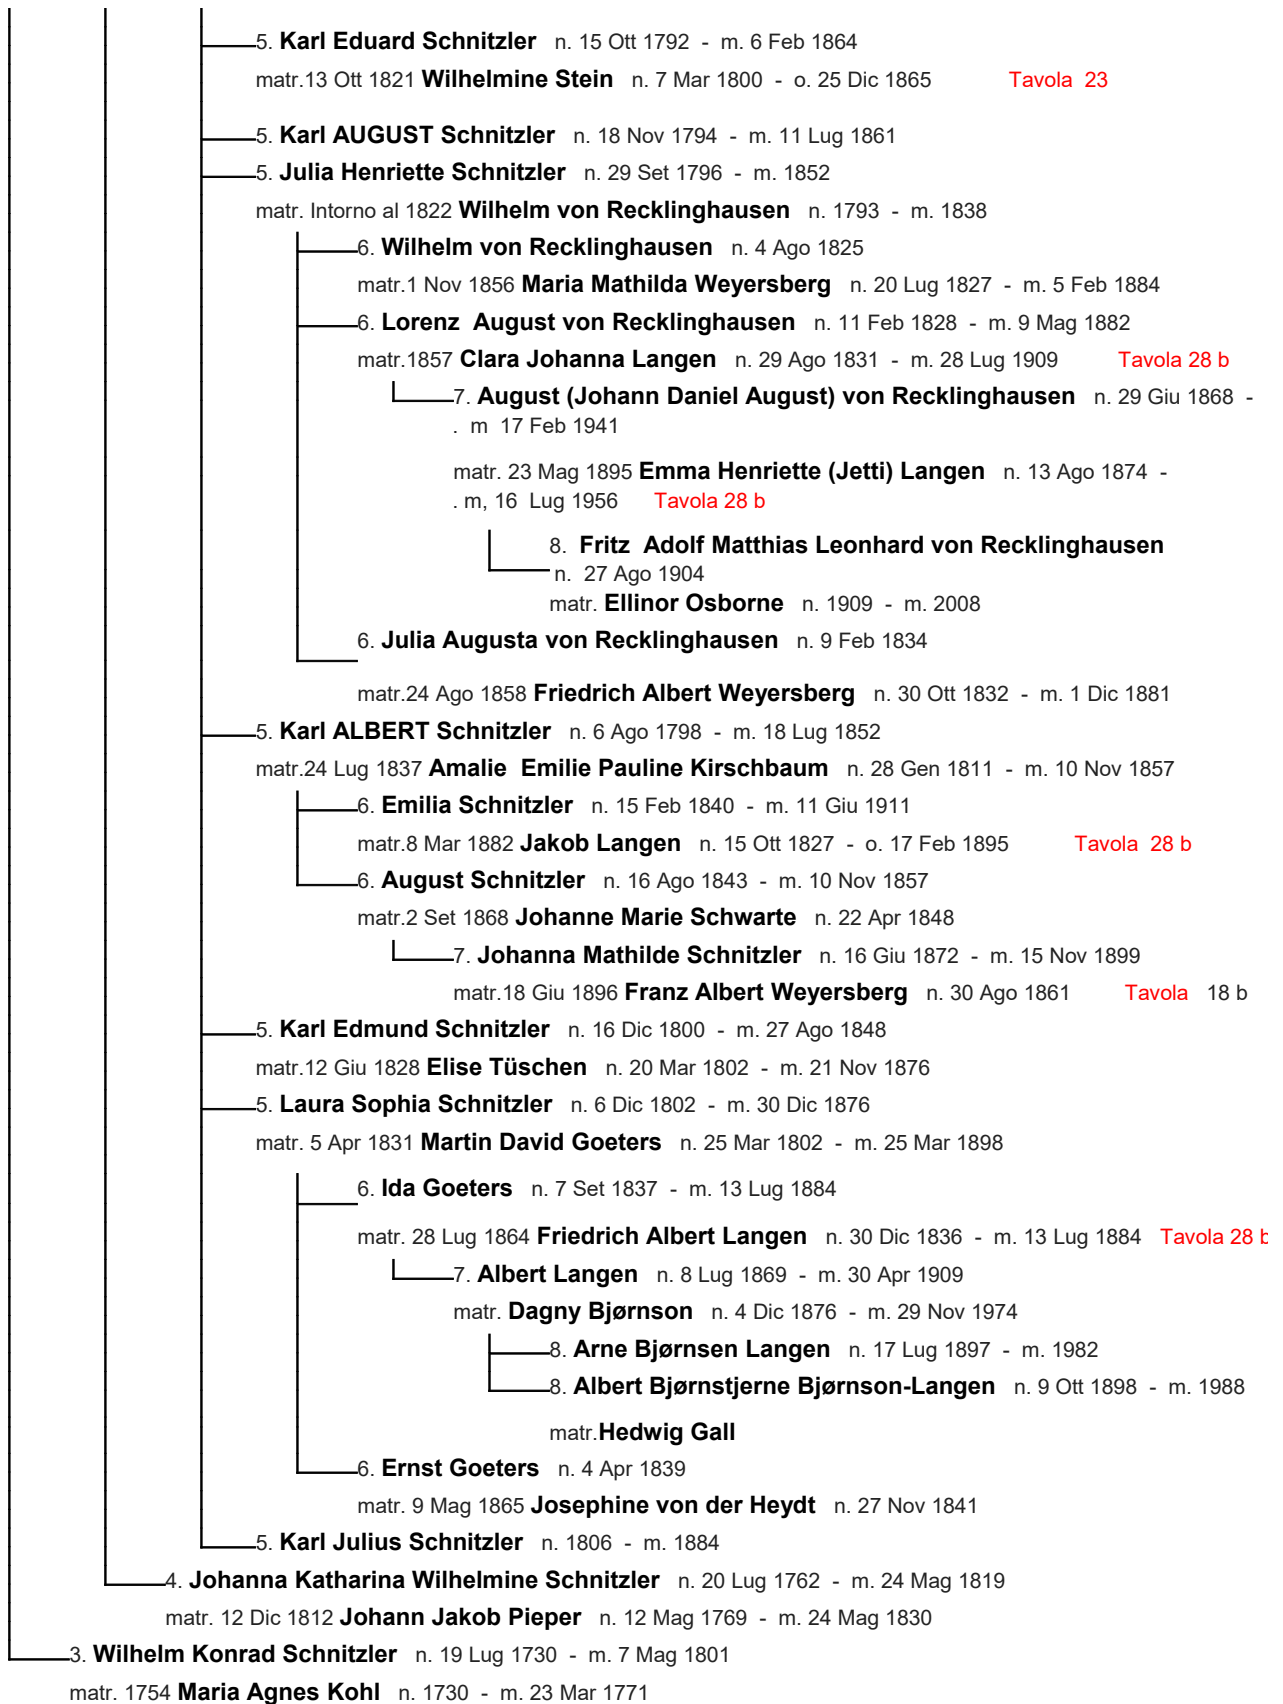 5. Karl Eduard Schnitzler n. 15 Ott 1792 - m. 6 Feb 1864
matr.13 Ott 1821 Wilhelmine Stein n. 7 Mar 1800 - o. 25 Dic 1865 Tavola 23
5. Karl AUGUST Schnitzler n. 18 Nov 1794 - m. 11 Lug 1861
5. Julia Henriette Schnitzler n. 29 Set 1796 - m. 1852
matr. Intorno al 1822 Wilhelm von Recklinghausen n. 1793 - m. 1838
6. Wilhelm von Recklinghausen n. 4 Ago 1825
matr.1 Nov 1856 Maria Mathilda Weyersberg n. 20 Lug 1827 - m. 5 Feb 1884
6. Lorenz August von Recklinghausen n. 11 Feb 1828 - m. 9 Mag 1882
matr.1857 Clara Johanna Langen n. 29 Ago 1831 - m. 28 Lug 1909 Tavola 28 b
7. August (Johann Daniel August) von Recklinghausen n. 29 Giu 1868 -
. m 17 Feb 1941
matr. 23 Mag 1895 Emma Henriette (Jetti) Langen n. 13 Ago 1874 -
. m, 16 Lug 1956 Tavola 28 b
8. Fritz Adolf Matthias Leonhard von Recklinghausen
n. 27 Ago 1904
matr. Ellinor Osborne n. 1909 - m. 2008
6. Julia Augusta von Recklinghausen n. 9 Feb 1834
matr.24 Ago 1858 Friedrich Albert Weyersberg n. 30 Ott 1832 - m. 1 Dic 1881
5. Karl ALBERT Schnitzler n. 6 Ago 1798 - m. 18 Lug 1852
matr.24 Lug 1837 Amalie Emilie Pauline Kirschbaum n. 28 Gen 1811 - m. 10 Nov 1857
6. Emilia Schnitzler n. 15 Feb 1840 - m. 11 Giu 1911
matr.8 Mar 1882 Jakob Langen n. 15 Ott 1827 - o. 17 Feb 1895 Tavola 28 b
6. August Schnitzler n. 16 Ago 1843 - m. 10 Nov 1857
matr.2 Set 1868 Johanne Marie Schwarte n. 22 Apr 1848
7. Johanna Mathilde Schnitzler n. 16 Giu 1872 - m. 15 Nov 1899
matr.18 Giu 1896 Franz Albert Weyersberg n. 30 Ago 1861 Tavola 18 b
5. Karl Edmund Schnitzler n. 16 Dic 1800 - m. 27 Ago 1848
matr.12 Giu 1828 Elise Tüschen n. 20 Mar 1802 - m. 21 Nov 1876
5. Laura Sophia Schnitzler n. 6 Dic 1802 - m. 30 Dic 1876
matr. 5 Apr 1831 Martin David Goeters n. 25 Mar 1802 - m. 25 Mar 1898
6. Ida Goeters n. 7 Set 1837 - m. 13 Lug 1884
matr. 28 Lug 1864 Friedrich Albert Langen n. 30 Dic 1836 - m. 13 Lug 1884 Tavola 28 b
7. Albert Langen n. 8 Lug 1869 - m. 30 Apr 1909
matr. Dagny Bjørnson n. 4 Dic 1876 - m. 29 Nov 1974
8. Arne Bjørnsen Langen n. 17 Lug 1897 - m. 1982
8. Albert Bjørnstjerne Bjørnson-Langen n. 9 Ott 1898 - m. 1988
matr.Hedwig Gall
6. Ernst Goeters n. 4 Apr 1839
matr. 9 Mag 1865 Josephine von der Heydt n. 27 Nov 1841
5. Karl Julius Schnitzler n. 1806 - m. 1884
4. Johanna Katharina Wilhelmine Schnitzler n. 20 Lug 1762 - m. 24 Mag 1819
matr. 12 Dic 1812 Johann Jakob Pieper n. 12 Mag 1769 - m. 24 Mag 1830
3. Wilhelm Konrad Schnitzler n. 19 Lug 1730 - m. 7 Mag 1801
matr. 1754 Maria Agnes Kohl n. 1730 - m. 23 Mar 1771